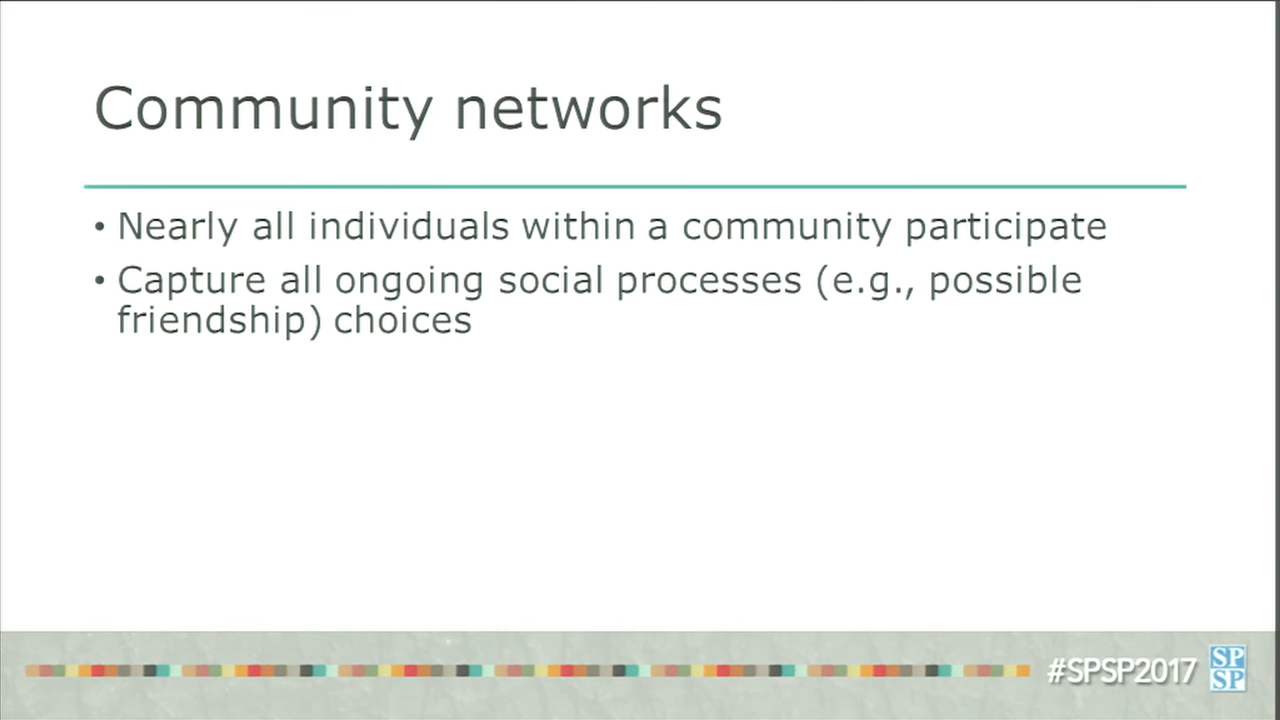 Community networks
• Nearly all individuals within a community participate
• Capture all ongoing social processes (e.g., possible
friendship) choices
#SPSP2017
SP
SP